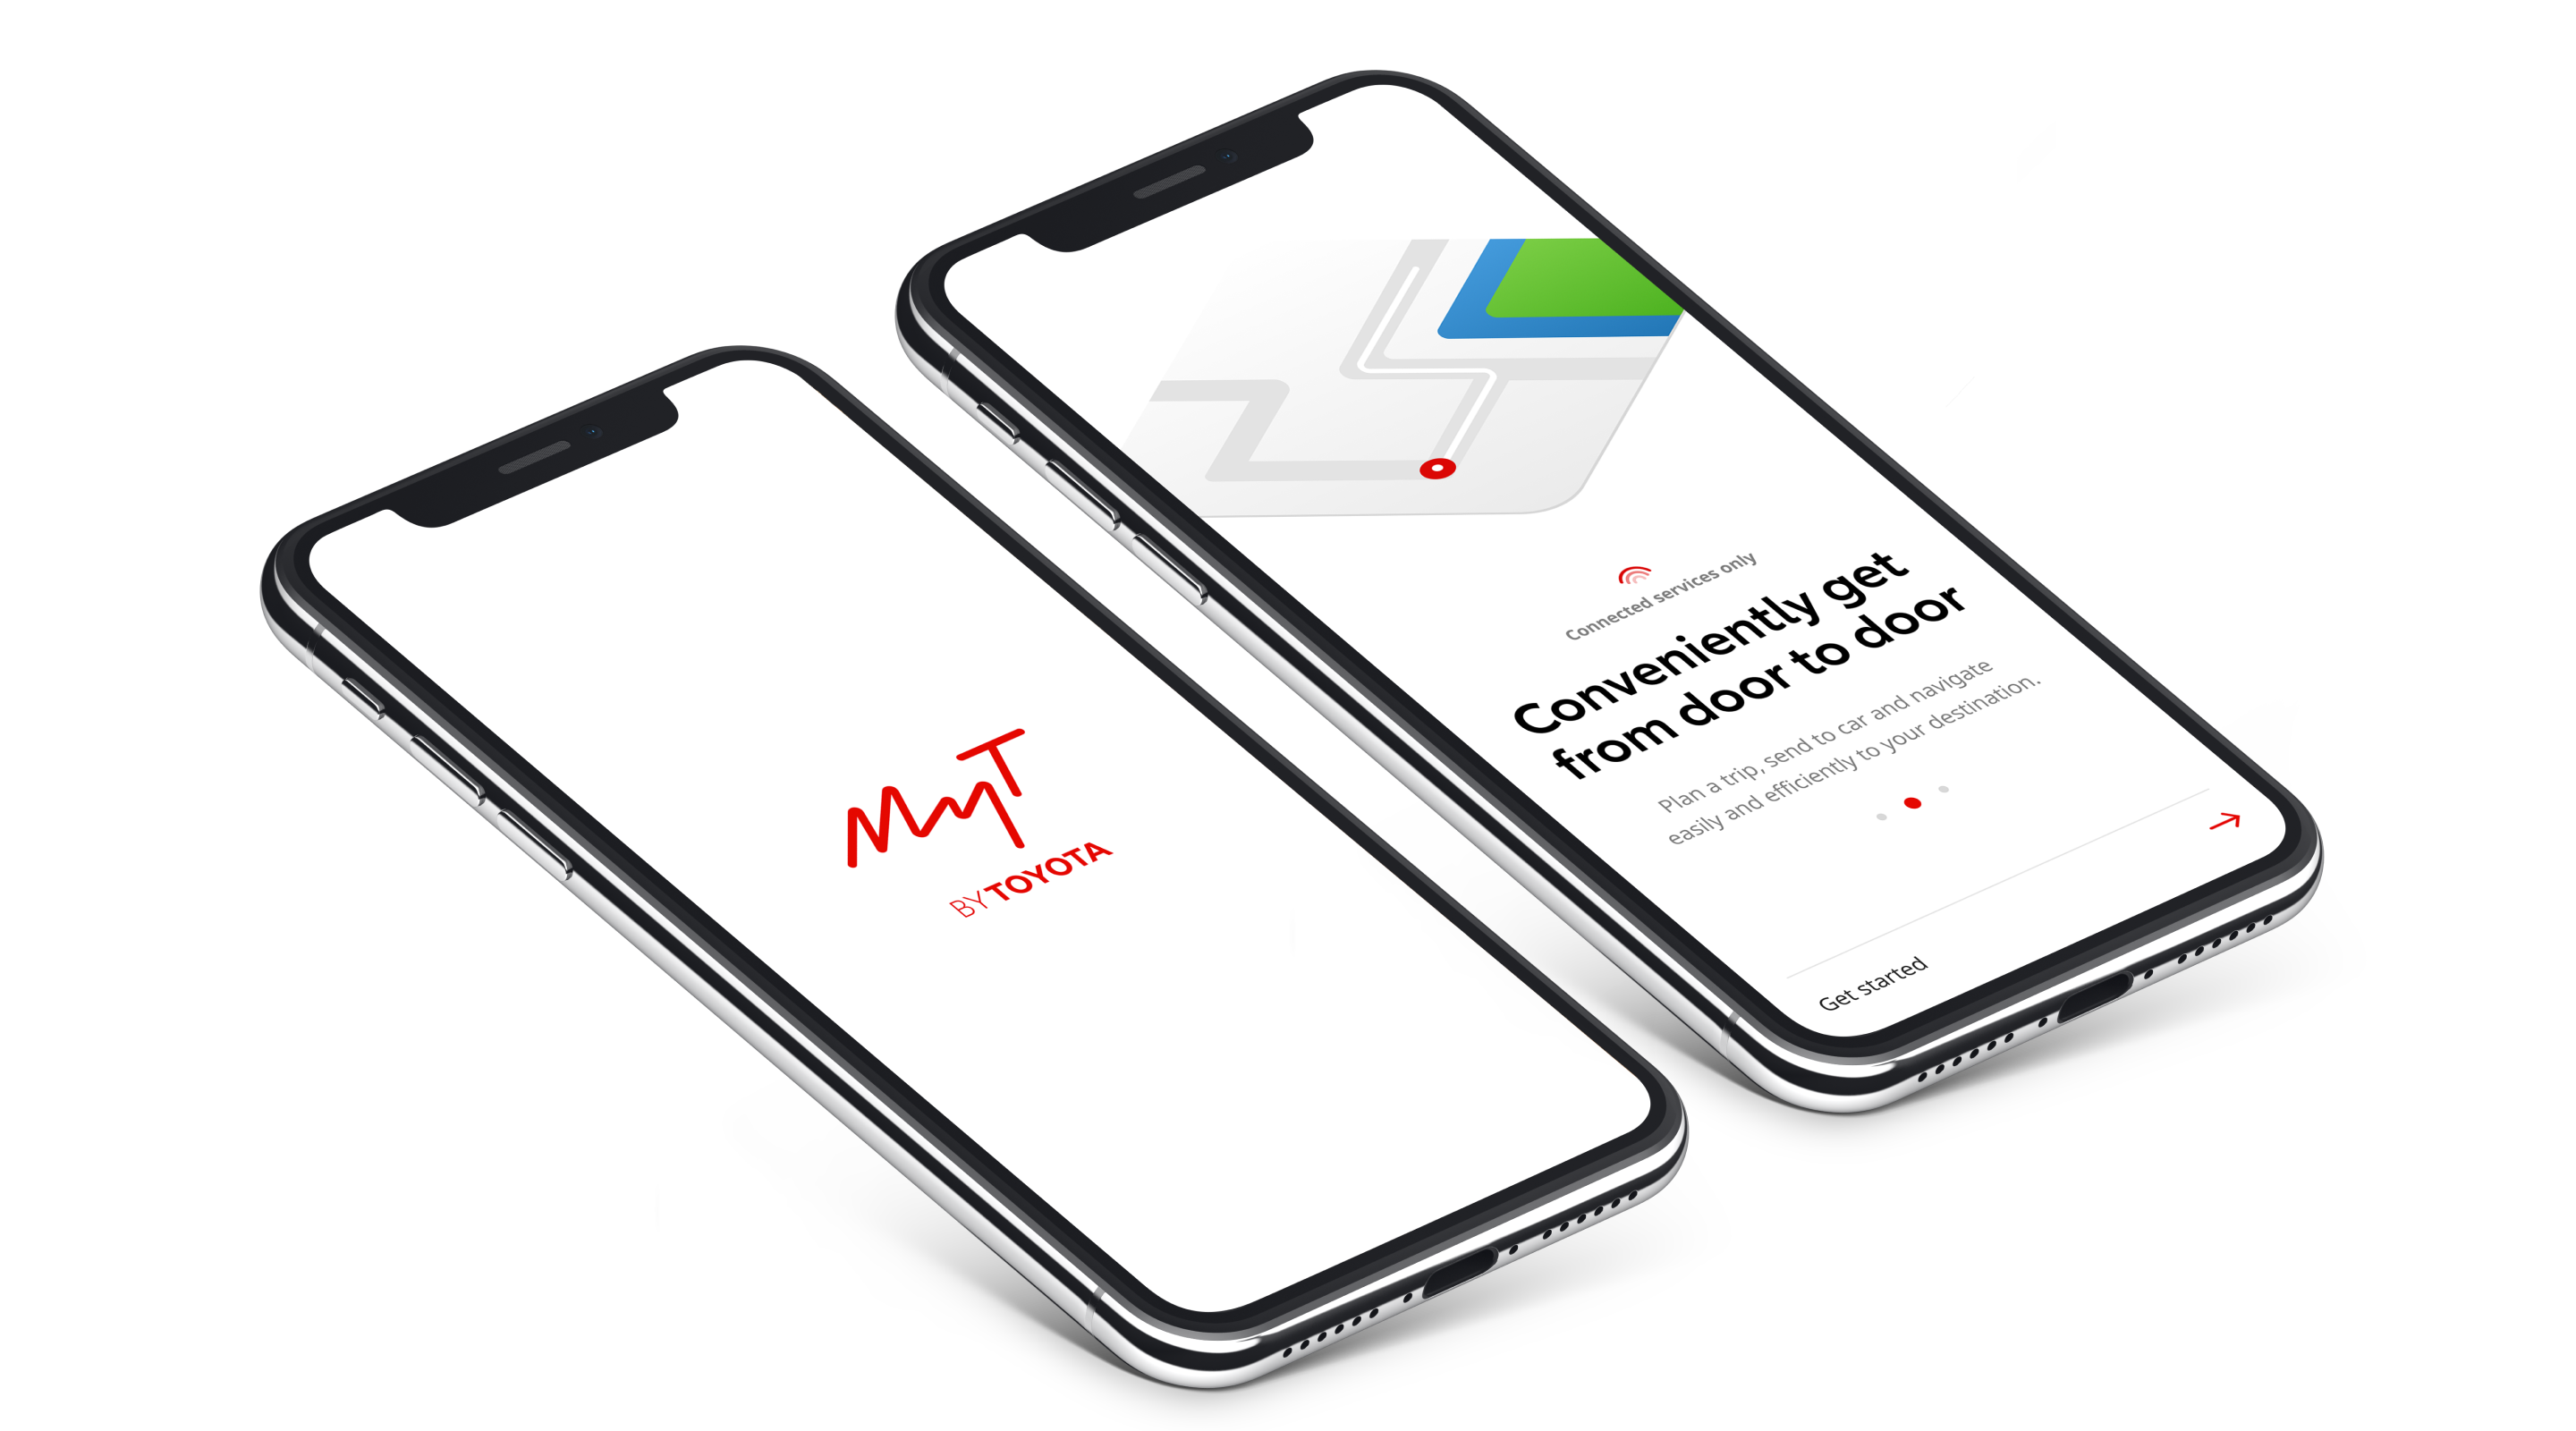 MyT
BY TOYOTA
Connected services only
Conveniently get
from door to door
Plan a trip, send to car and navigate
easily and efficiently to your destination.
Get started